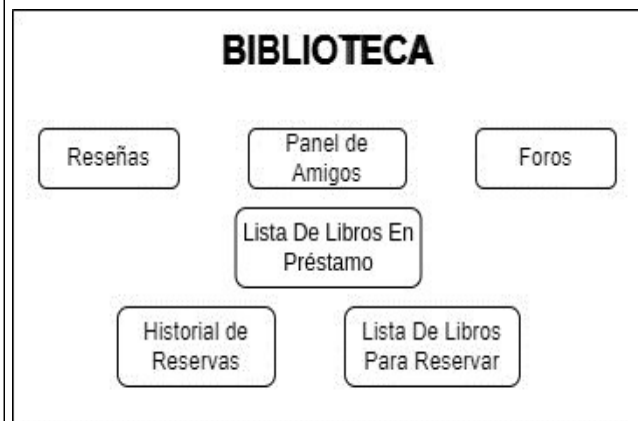 BIBLIOTECA
Reseñas
Panel de
Amigos
Foros
Lista De Libros En
Préstamo
Historial de
Reservas
Lista De Libros
Para Reservar